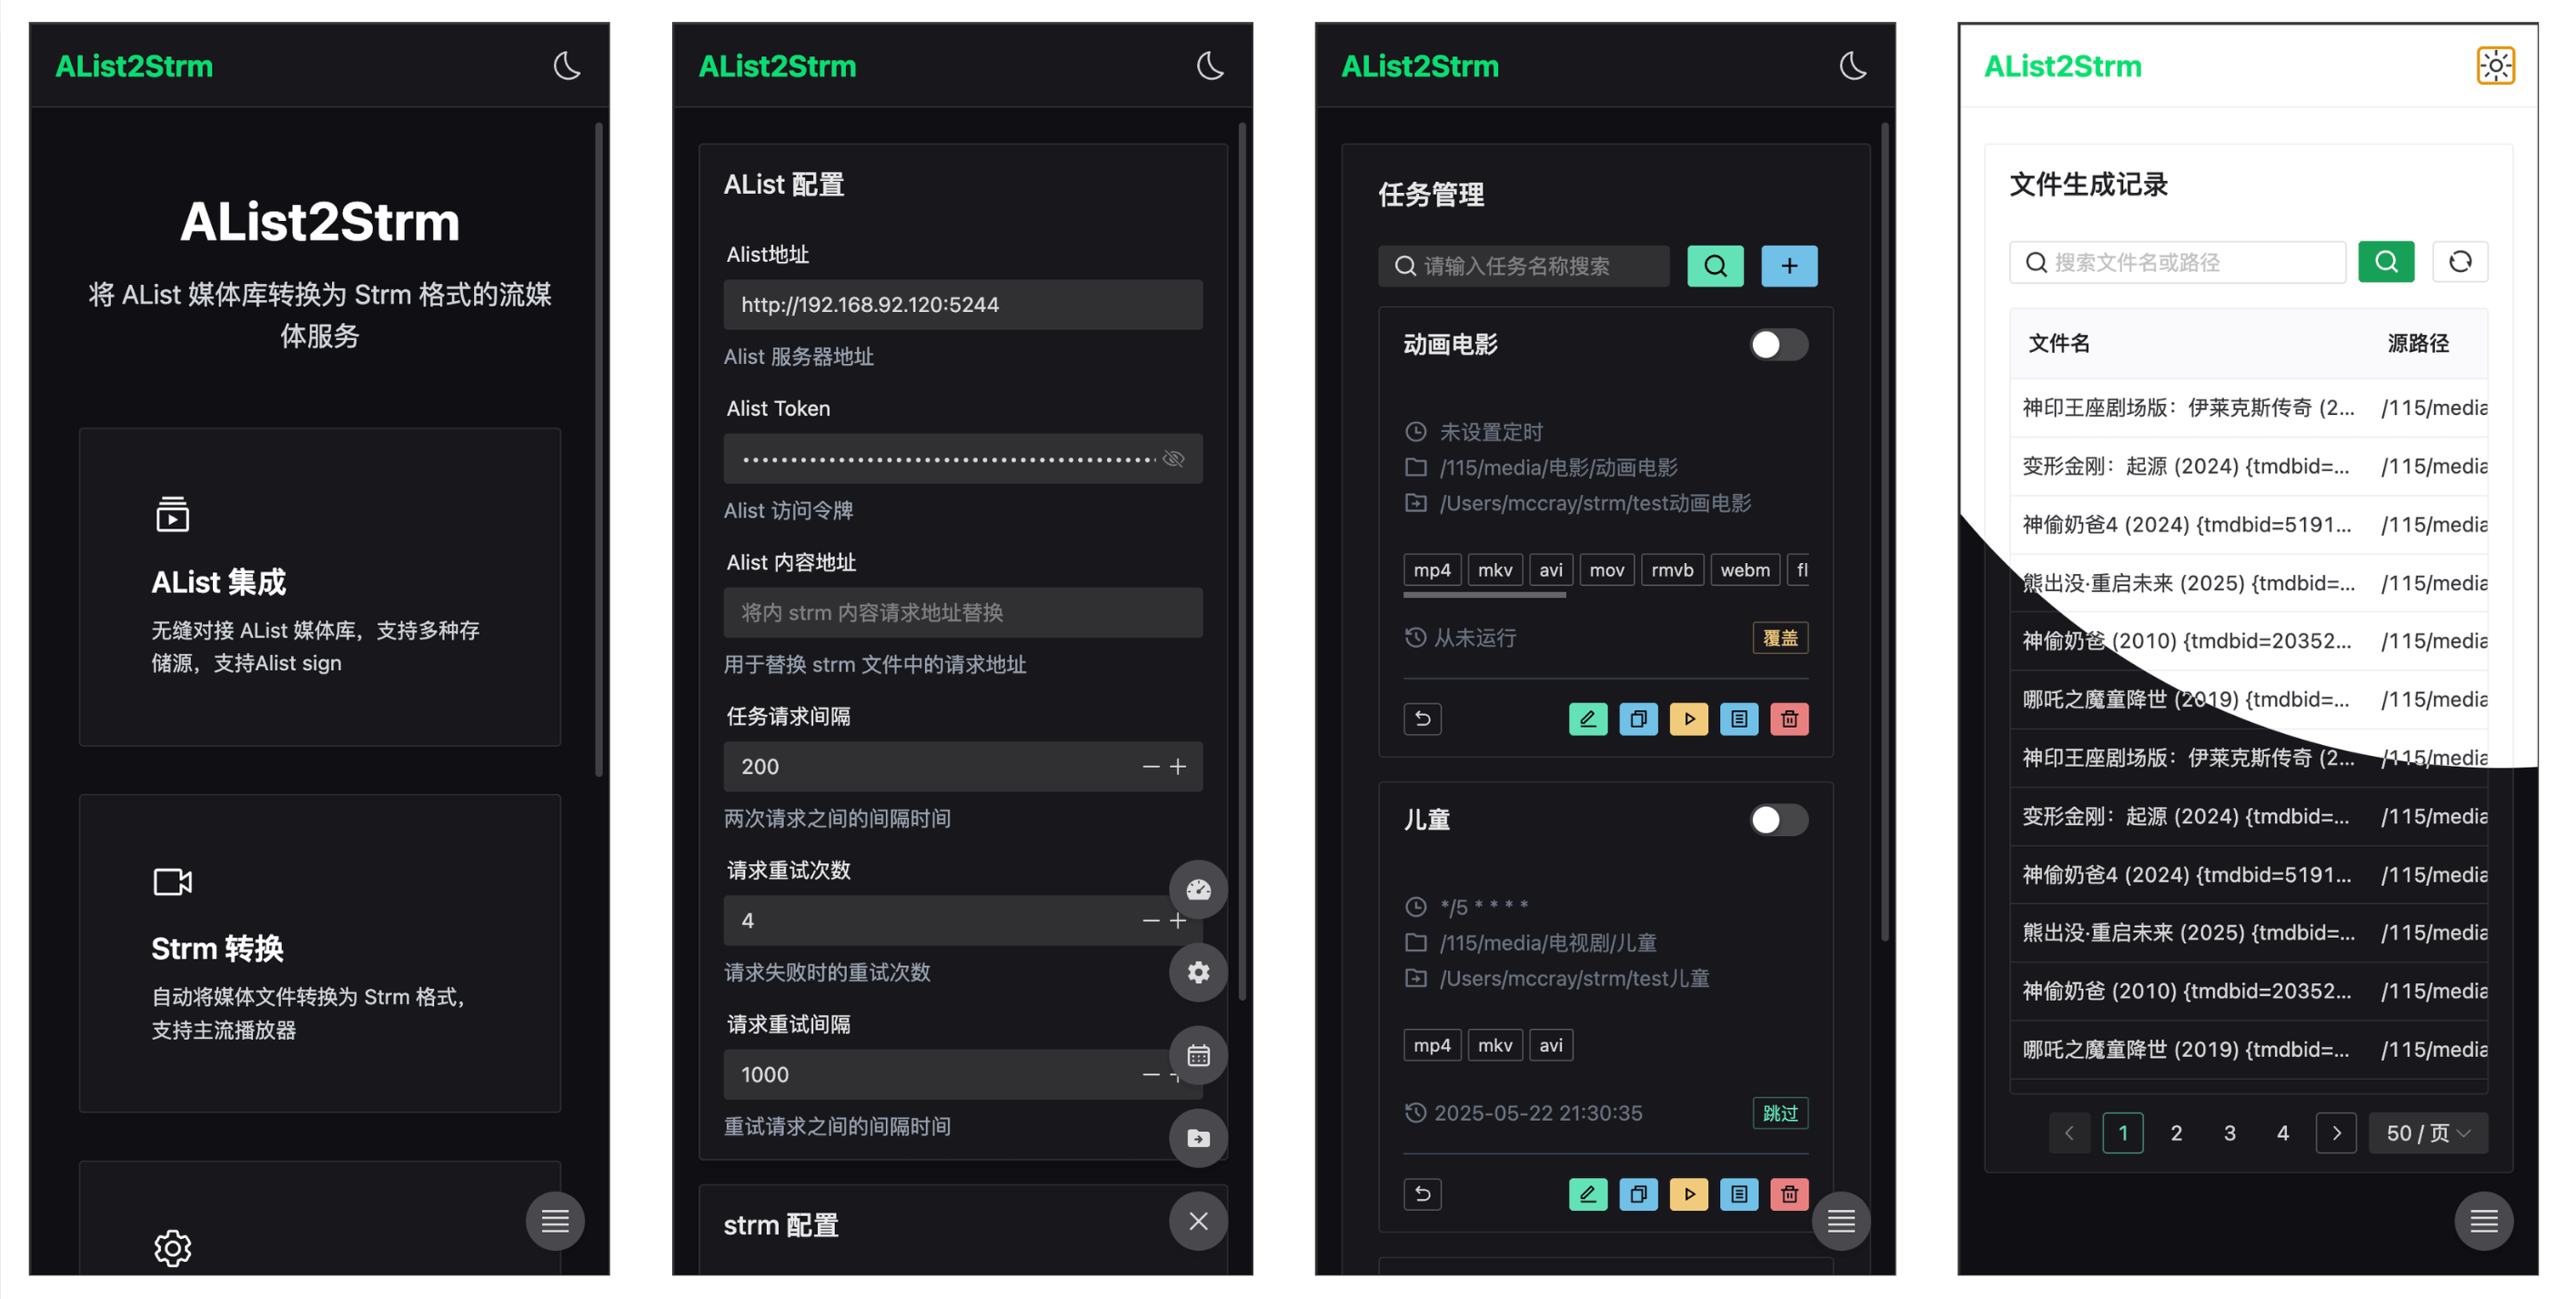 AList2Strm
AList2Strm
将 AList 媒体库转换为 Strm 格式的流媒
体服务
AList 集成
无缝对接 AList 媒体库，支持多种存
储源，支持Alist sign
Strm 转换
自动将媒体文件转换为 Strm 格式，
支持主流播放器
AList2Strm
AList 配置
Alist地址
http://192.168.92.120:5244
Alist 服务器地址
Alist Token
Alist 访问令牌
Alist 内容地址
将内 strm 内容请求地址替换
用于替换 strm 文件中的请求地址
任务请求间隔
200
两次请求之间的间隔时间
请求重试次数
4
请求失败时的重试次数
请求重试间隔
1000
重试请求之间的间隔时间
strm 配置
AList2Strm
任务管理
请输入任务名称搜索
动画电影
未设置定时
/115/media/电影/动画电影
/Users/mccray/strm/test动画电影
mp4 mkv avi mov rmvb webm fl
从未运行 覆盖
儿童
*/5 * * * *
/115/media/电视剧/儿童
/Users/mccray/strm/test儿童
mp4 mkv avi
2025-05-22 21:30:35 跳过
AList2Strm
文件生成记录
搜索文件名或路径
文件名 源路径
神印王座剧场版：伊莱克斯传奇 (2... /115/media
变形金刚：起源 (2024) {tmdbid=... /115/media
神偷奶爸4 (2024) {tmdbid=5191... /115/media
熊出没·重启未来 (2025) {tmdbid=... /115/media
神偷奶爸 (2010) {tmdbid=20352... /115/media
哪吒之魔童降世 (2019) {tmdbid=... /115/media
神印王座剧场版：伊莱克斯传奇 (2... /115/media
变形金刚：起源 (2024) {tmdbid=... /115/media
神偷奶爸4 (2024) {tmdbid=5191... /115/media
熊出没·重启未来 (2025) {tmdbid=... /115/media
神偷奶爸 (2010) {tmdbid=20352... /115/media
哪吒之魔童降世 (2019) {tmdbid=... /115/media
1 2 3 4 50 / 页